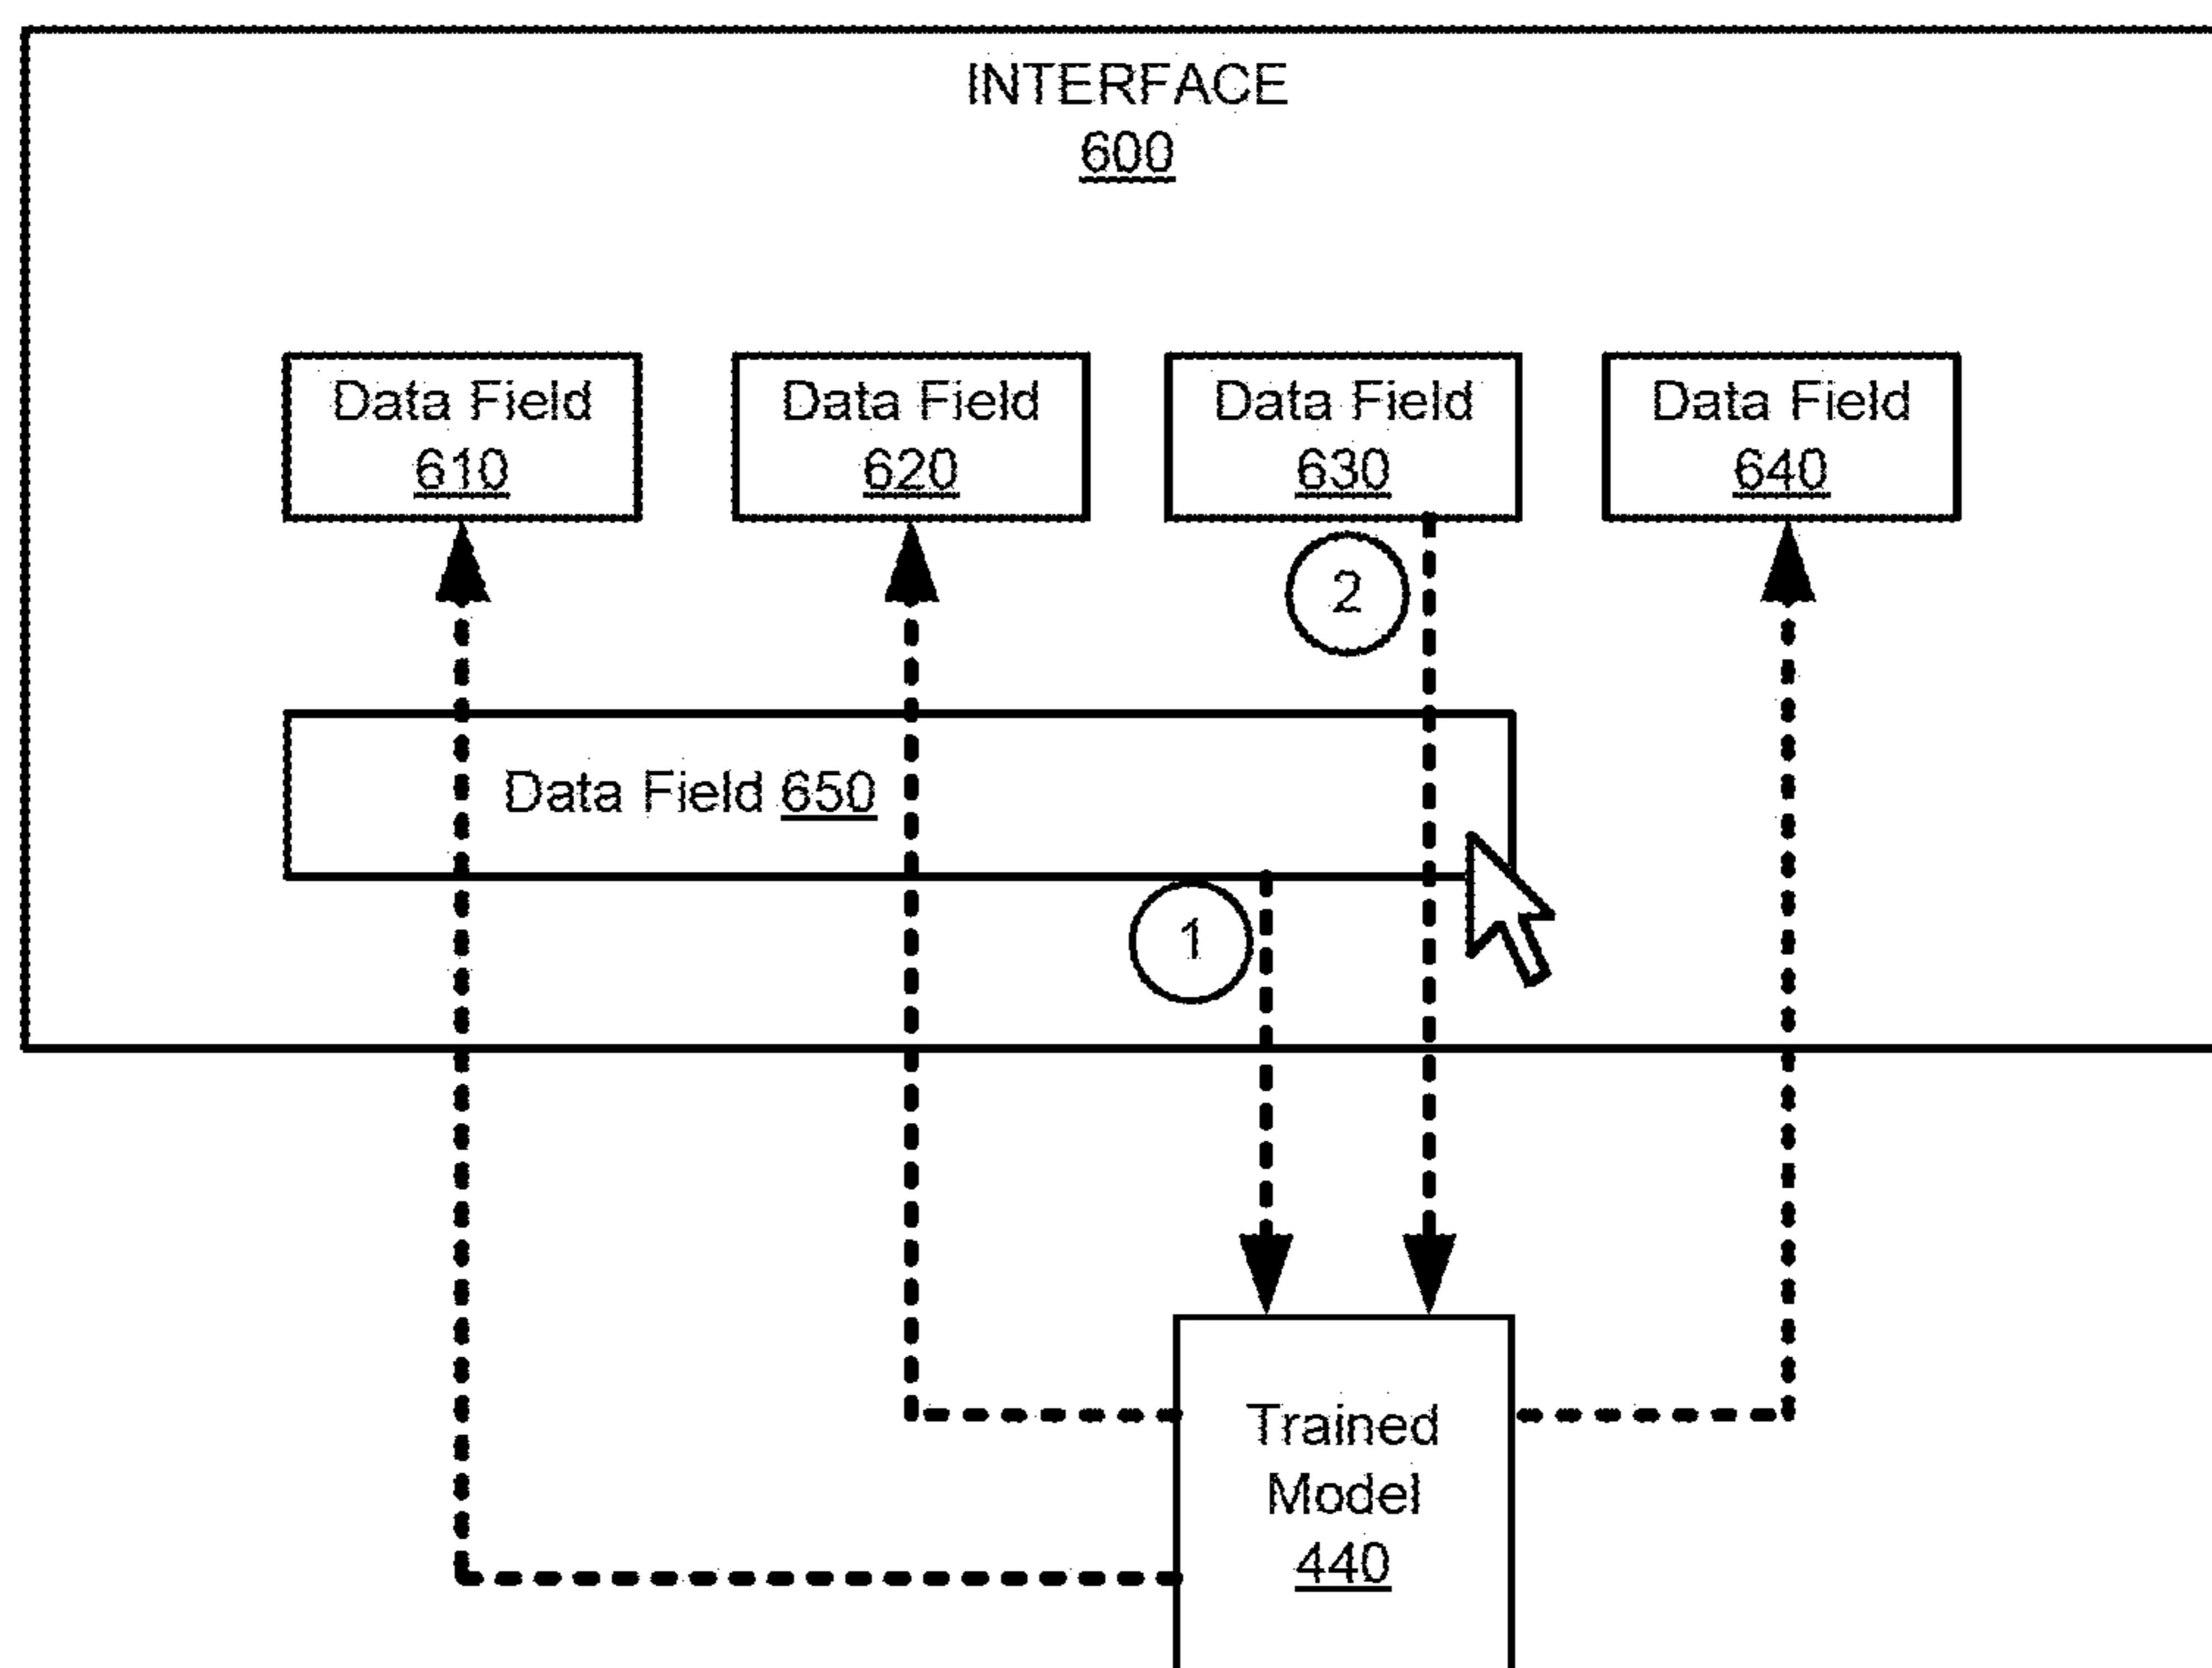 INTERFACE
600
Data Field
610
Data Field
620
Data Field
630
Data Field
640
2
Data Field 650
1
Trained
Model
440